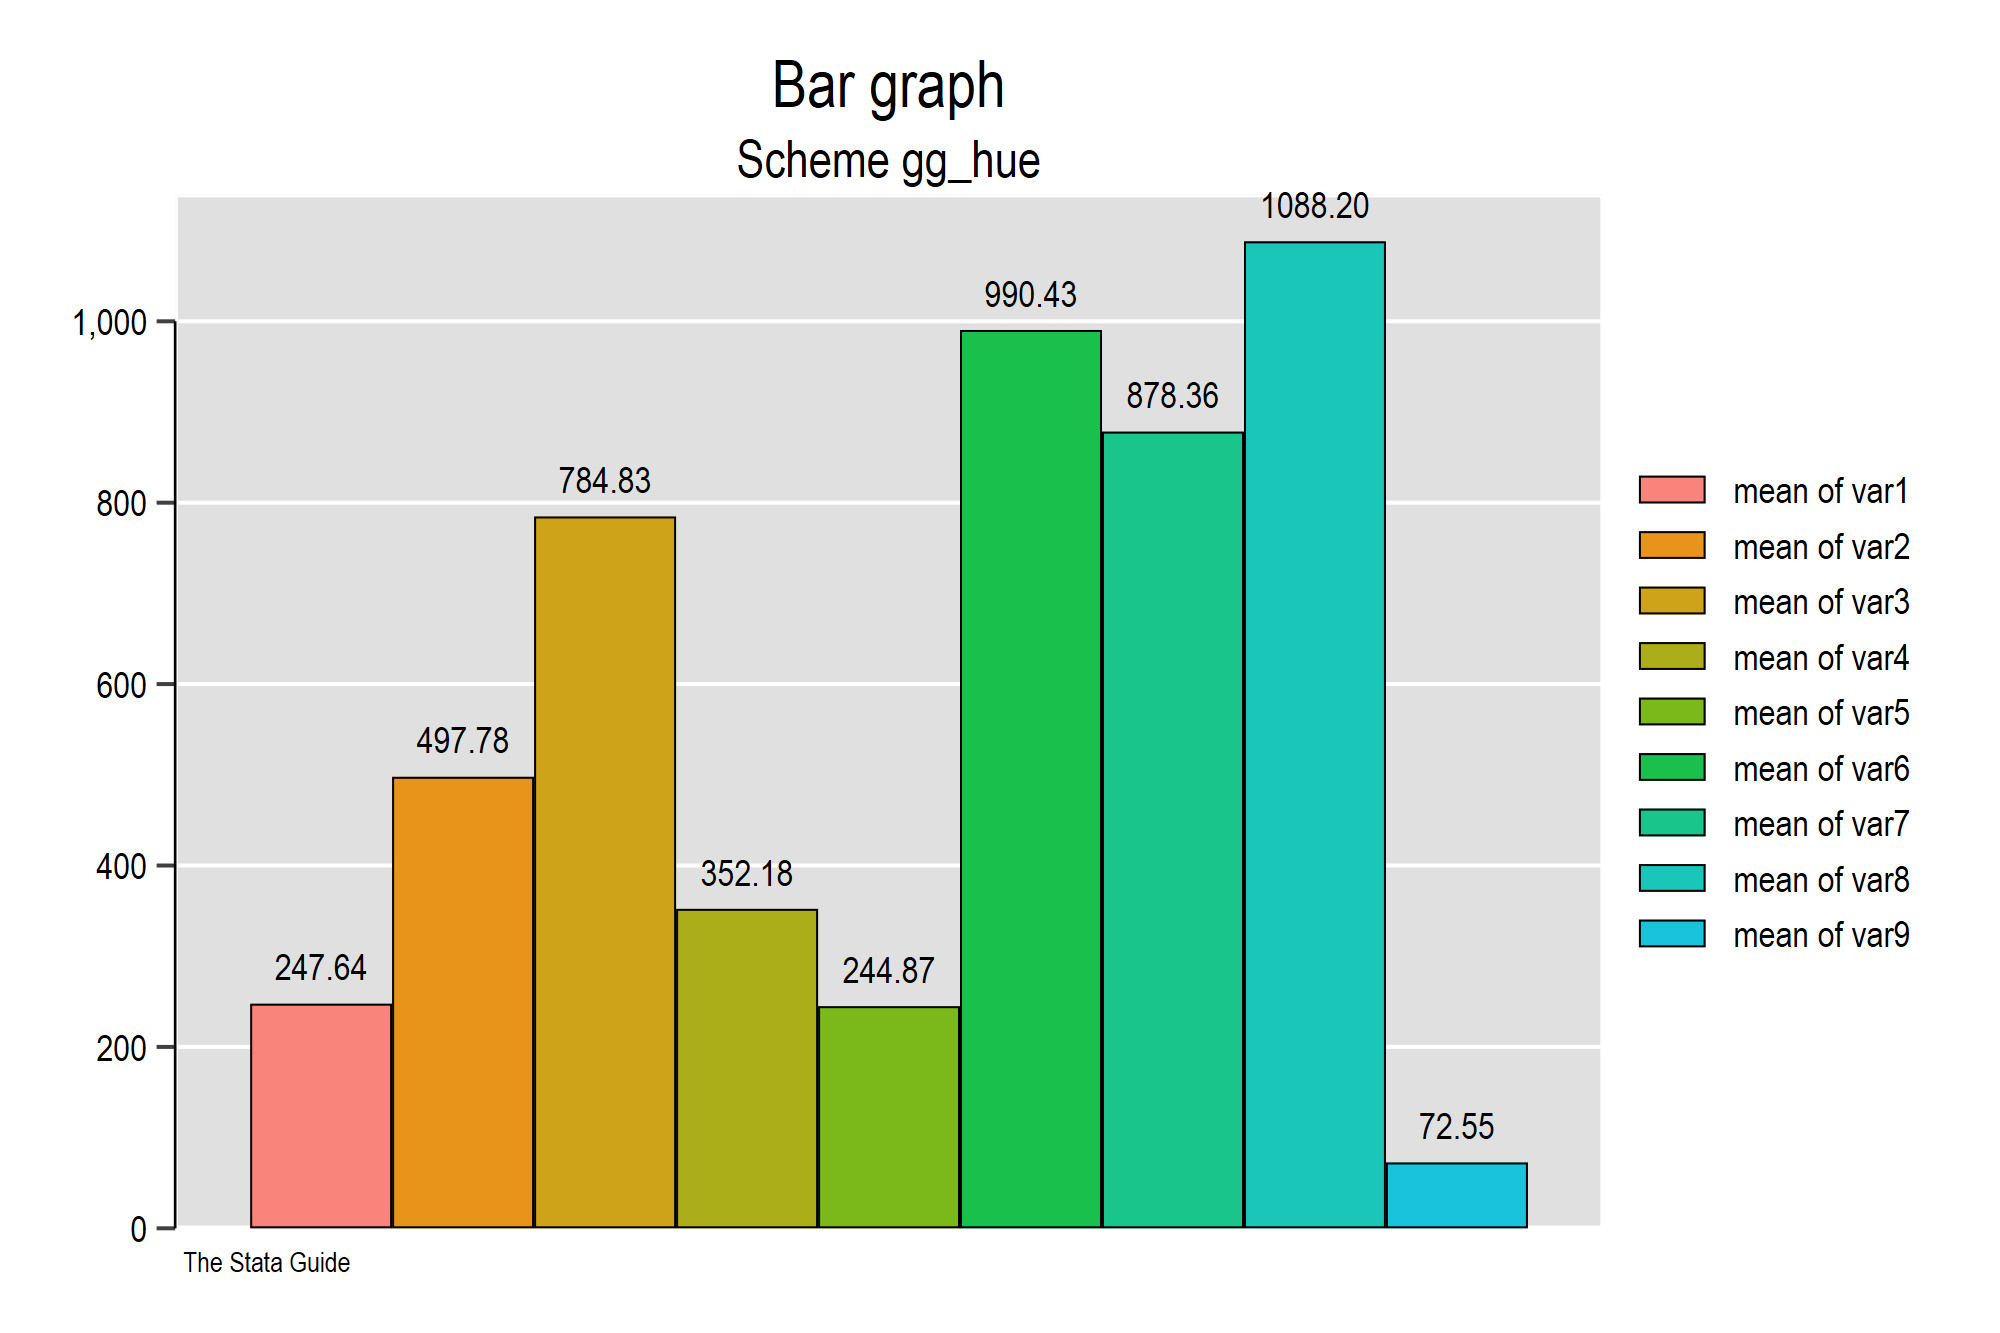 Bar graph
Scheme gg_hue
1088.20
990.43
878.36
784.83
497.78
352.18
247.64
244.87
72.55
1,000
800
600
400
200
0
mean of var1
mean of var2
mean of var3
mean of var4
mean of var5
mean of var6
mean of var7
mean of var8
mean of var9
The Stata Guide